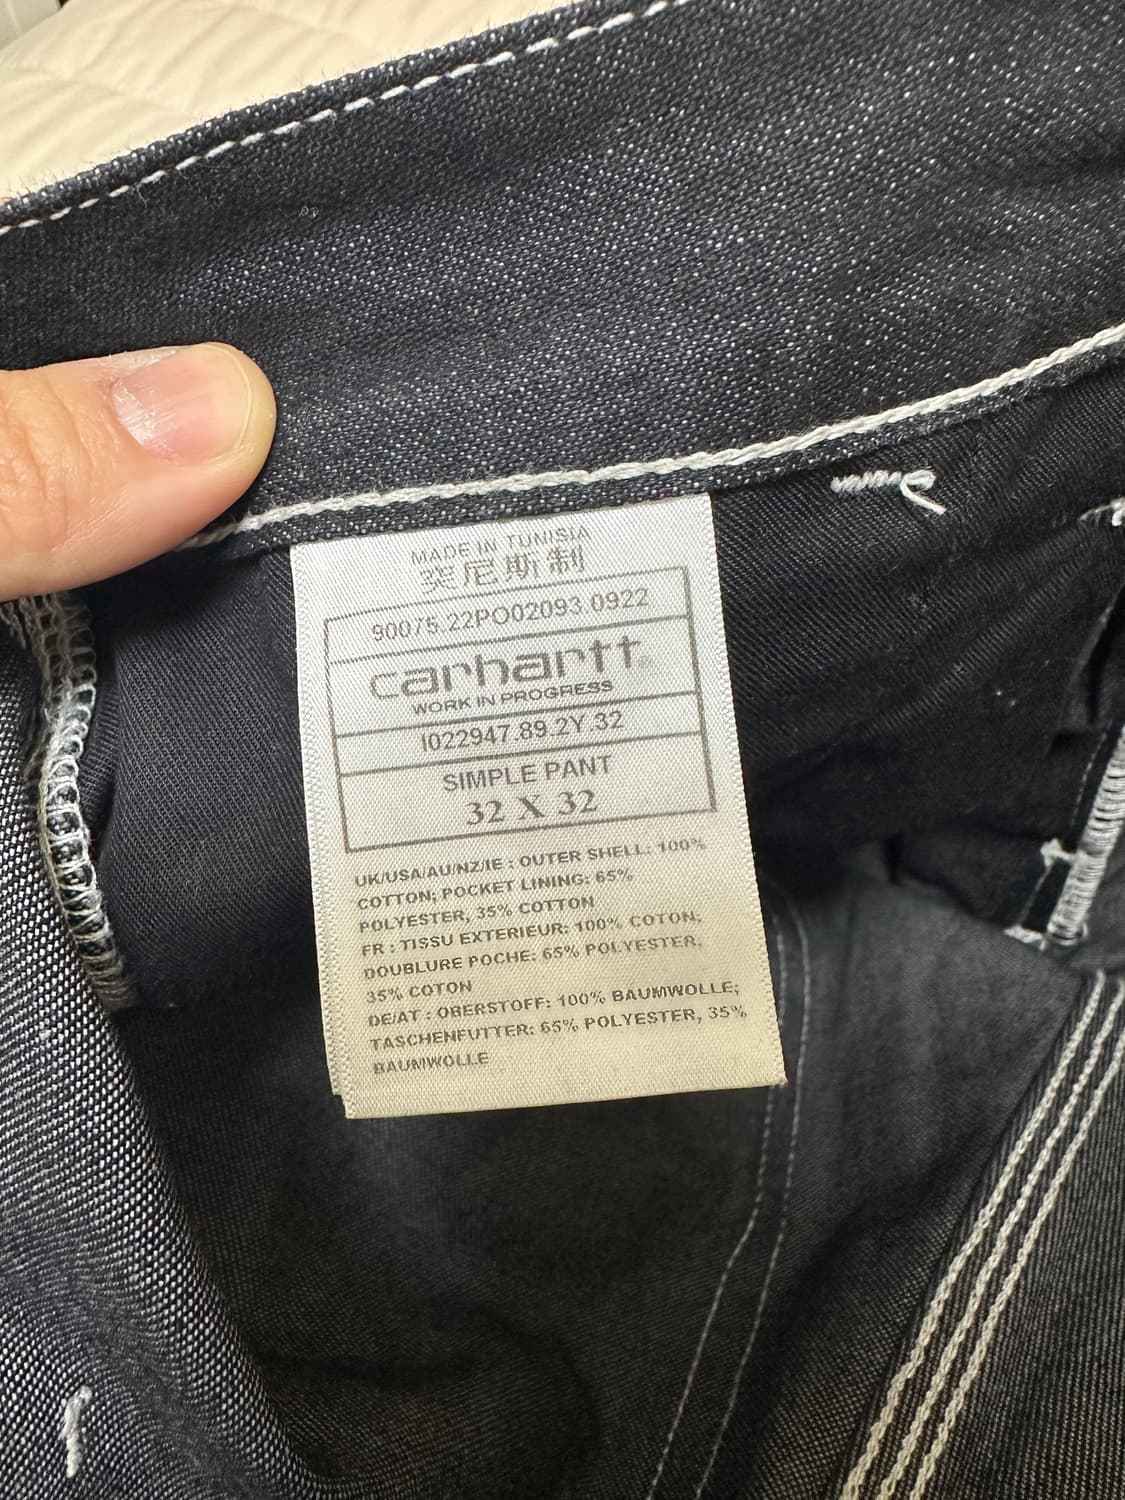 MADE IN TUNISIA
突尼斯制
90075.22PO02093.0922
carhartt®
WORK IN PROGRESS
I022947.89.2Y.32
SIMPLE PANT
32 X 32
UK/USA/AU/NZ/IE : OUTER SHELL: 100%
COTTON; POCKET LINING: 65%
POLYESTER, 35% COTTON
FR : TISSU EXTERIEUR: 100% COTON;
DOUBLURE POCHE: 65% POLYESTER,
35% COTON
DE/AT : OBERSTOFF: 100% BAUMWOLLE;
TASCHENFUTTER: 65% POLYESTER, 35%
BAUMWOLLE